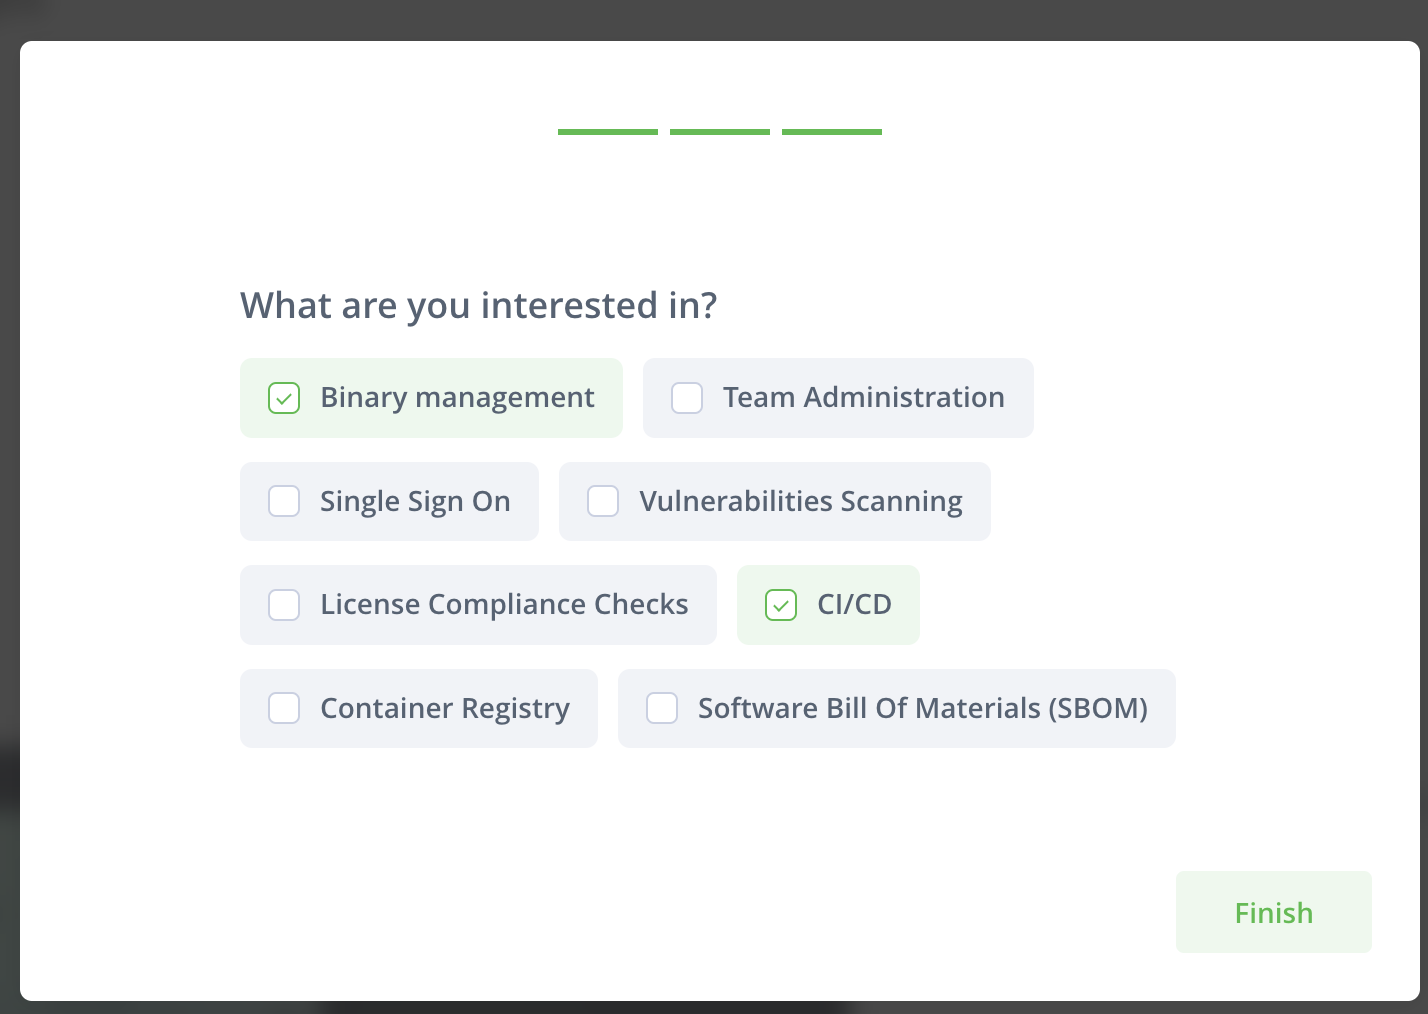 What are you interested in?
Binary management
Team Administration
Single Sign On
Vulnerabilities Scanning
License Compliance Checks
CI/CD
Container Registry
Software Bill Of Materials (SBOM)
Finish